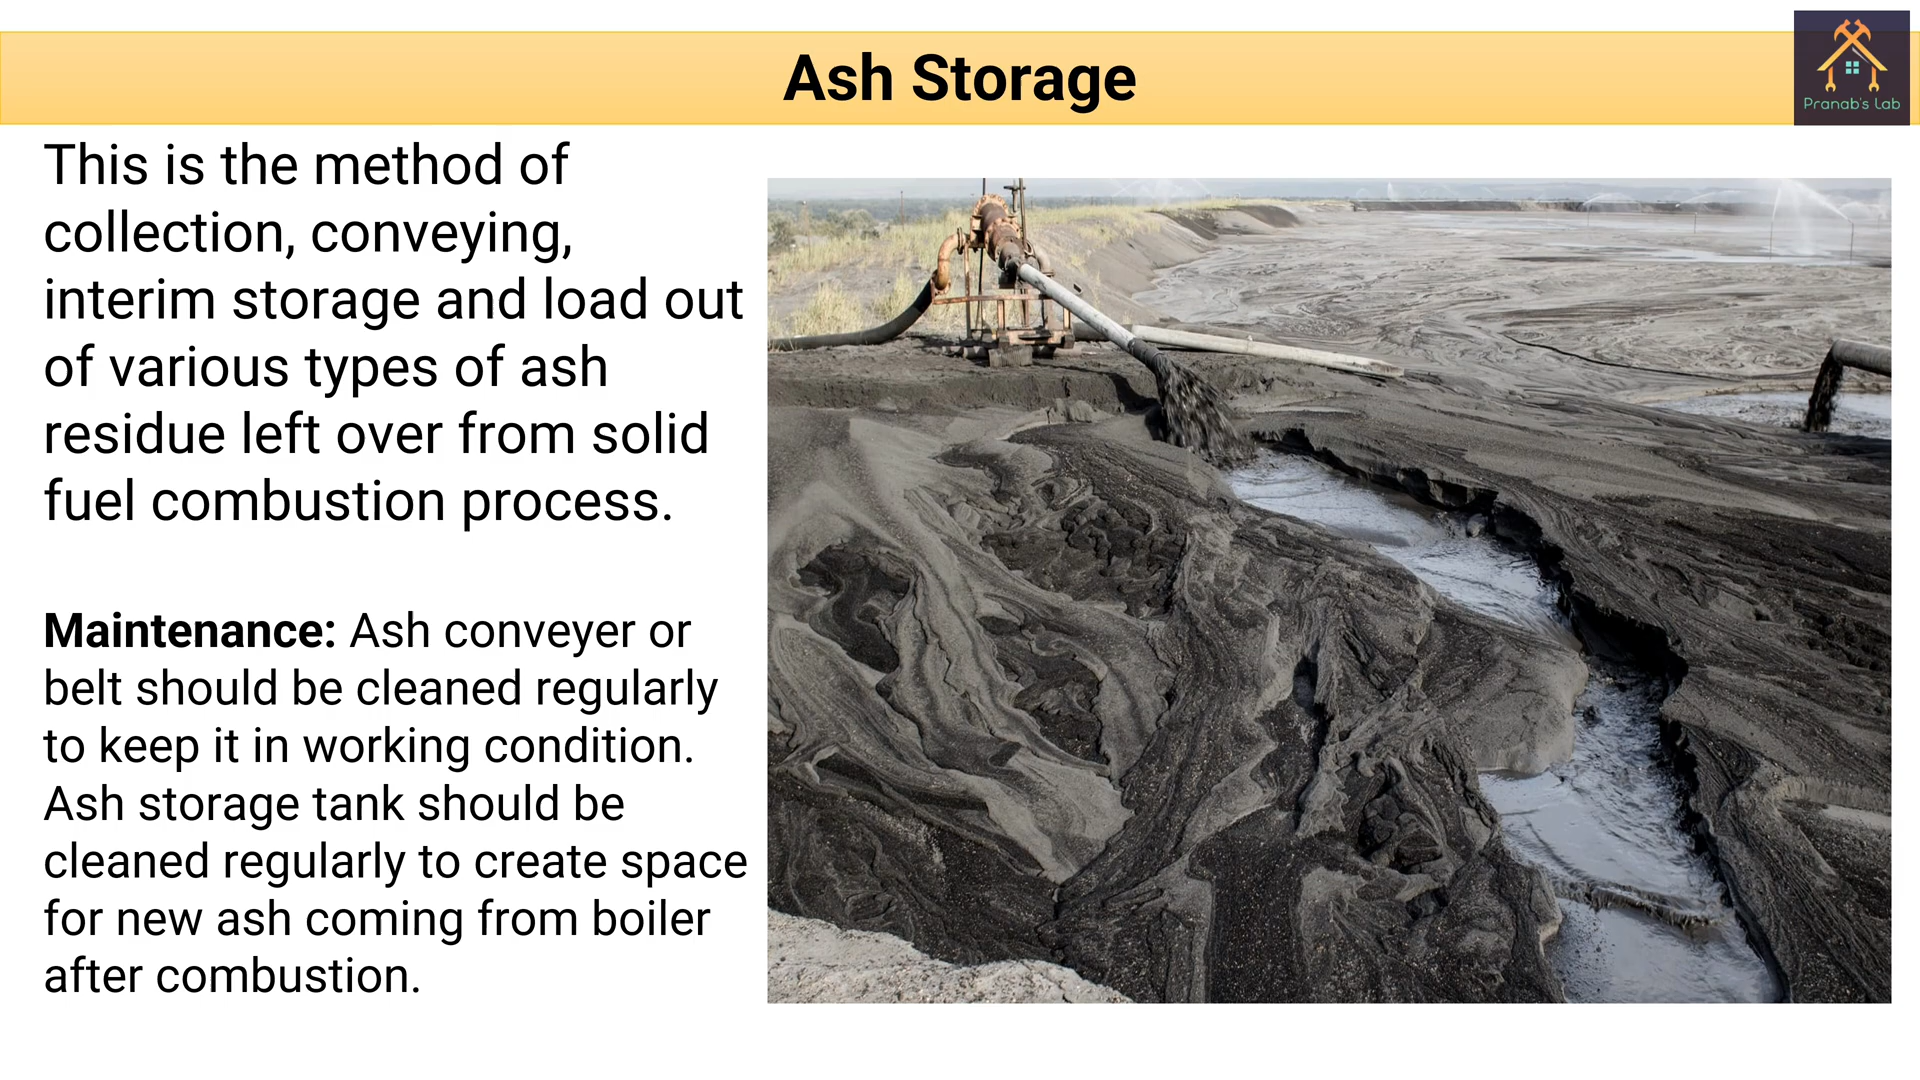 Ash Storage
Pranab's Lab
This is the method of
collection, conveying,
interim storage and load out
of various types of ash
residue left over from solid
fuel combustion process.
Maintenance: Ash conveyer or
belt should be cleaned regularly
to keep it in working condition.
Ash storage tank should be
cleaned regularly to create space
for new ash coming from boiler
after combustion.